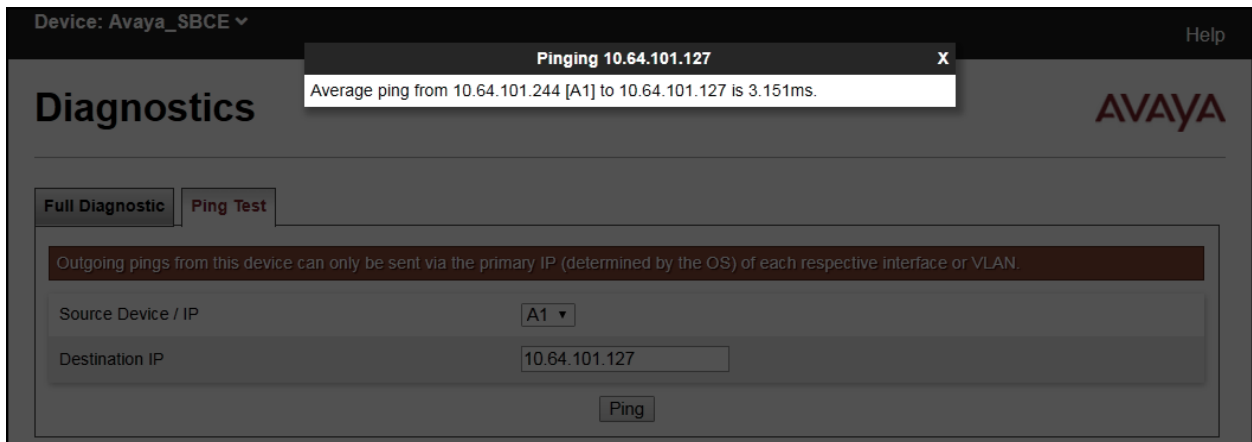 Device: Avaya_SBCE
Help
Pinging 10.64.101.127 X
Average ping from 10.64.101.244 [A1] to 10.64.101.127 is 3.151ms.
Diagnostics
AVAYA
Full Diagnostic Ping Test
Outgoing pings from this device can only be sent via the primary IP (determined by the OS) of each respective interface or VLAN.
Source Device / IP A1
Destination IP 10.64.101.127
Ping